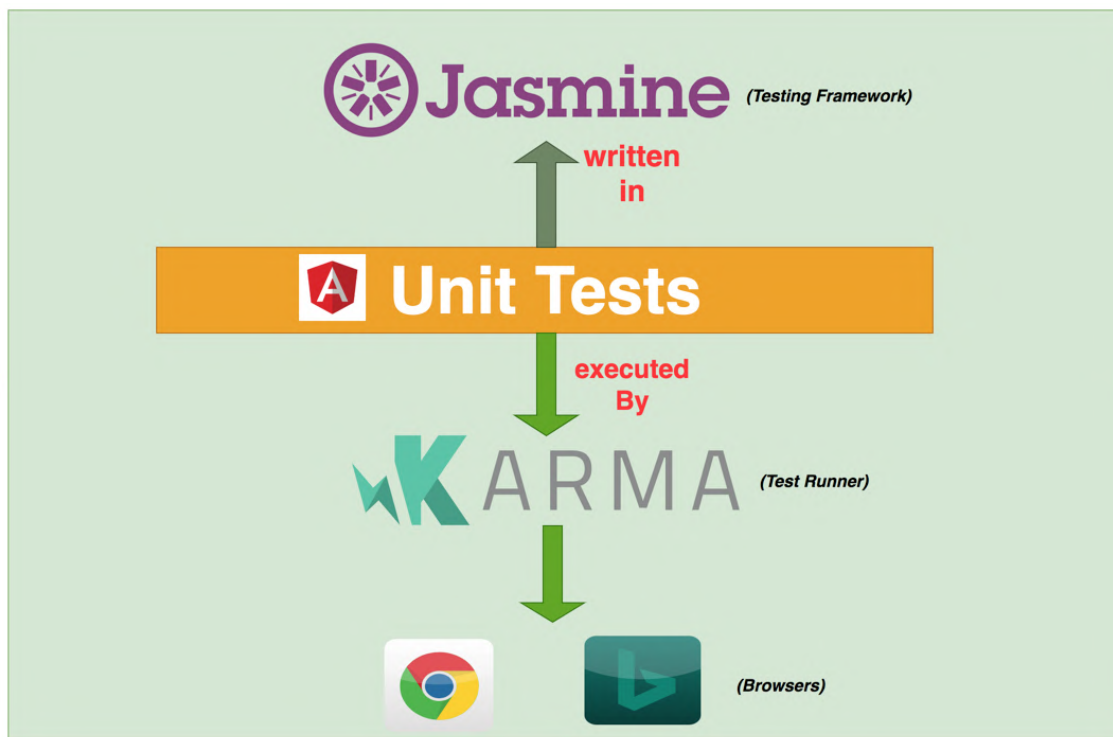 Jasmine (Testing Framework)
written
in
Unit Tests
executed
By
KARMA (Test Runner)
(Browsers)